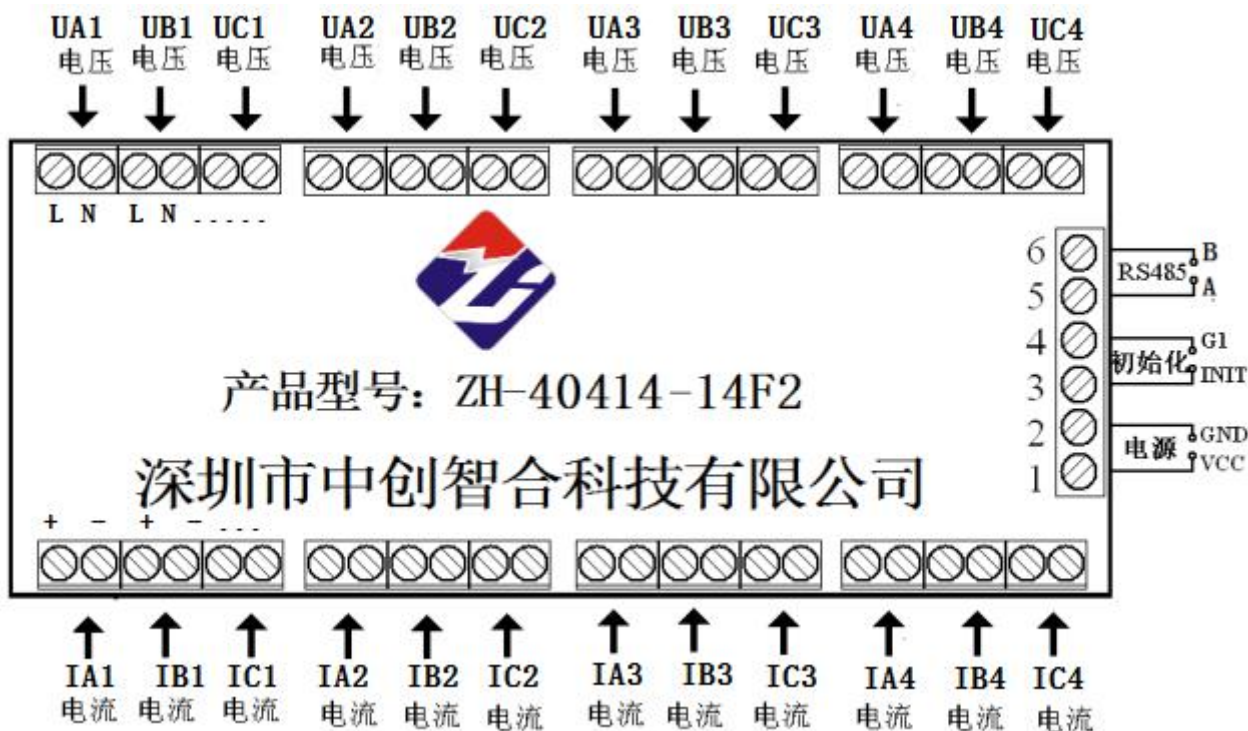 UA1 UB1 UC1 UA2 UB2 UC2 UA3 UB3 UC3 UA4 UB4 UC4
电压 电压 电压 电压 电压 电压 电压 电压 电压 电压 电压 电压
L N L N .....
6 B
RS485
5 A
4 G1
初始化
3 INIT
产品型号: ZH-40414-14F2
2 GND
电源
1 VCC
深圳市中创智合科技有限公司
+ - + - ...
IA1 IB1 IC1 IA2 IB2 IC2 IA3 IB3 IC3 IA4 IB4 IC4
电流 电流 电流 电流 电流 电流 电流 电流 电流 电流 电流 电流